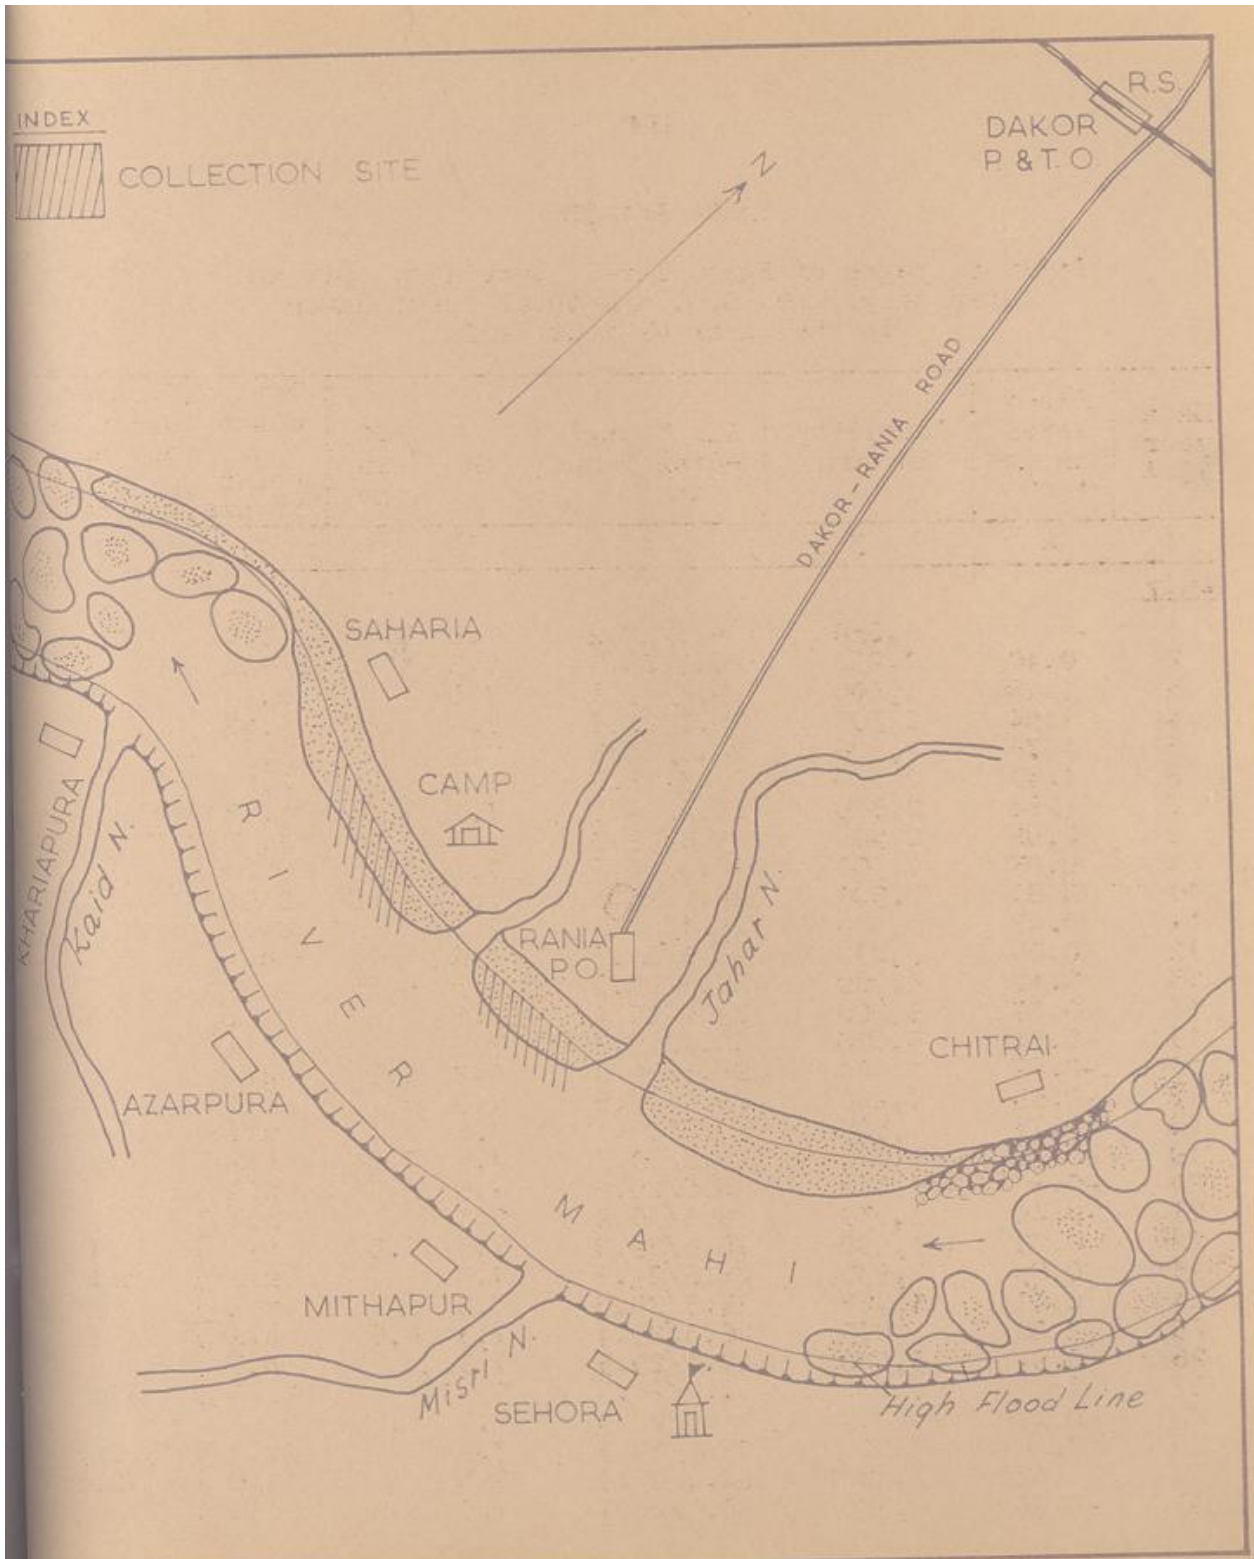 R.S.
INDEX
DAKOR
P. & T. O
COLLECTION SITE
N
DAKOR - RANIA ROAD
SAHARIA
CAMP
KHARIAPURA
Kaid N.
RIVER
RANIA
P.O.
Jahar N.
CHITRAI
AZARPURA
MAHI
MITHAPUR
Misri N.
SEHORA
High Flood Line